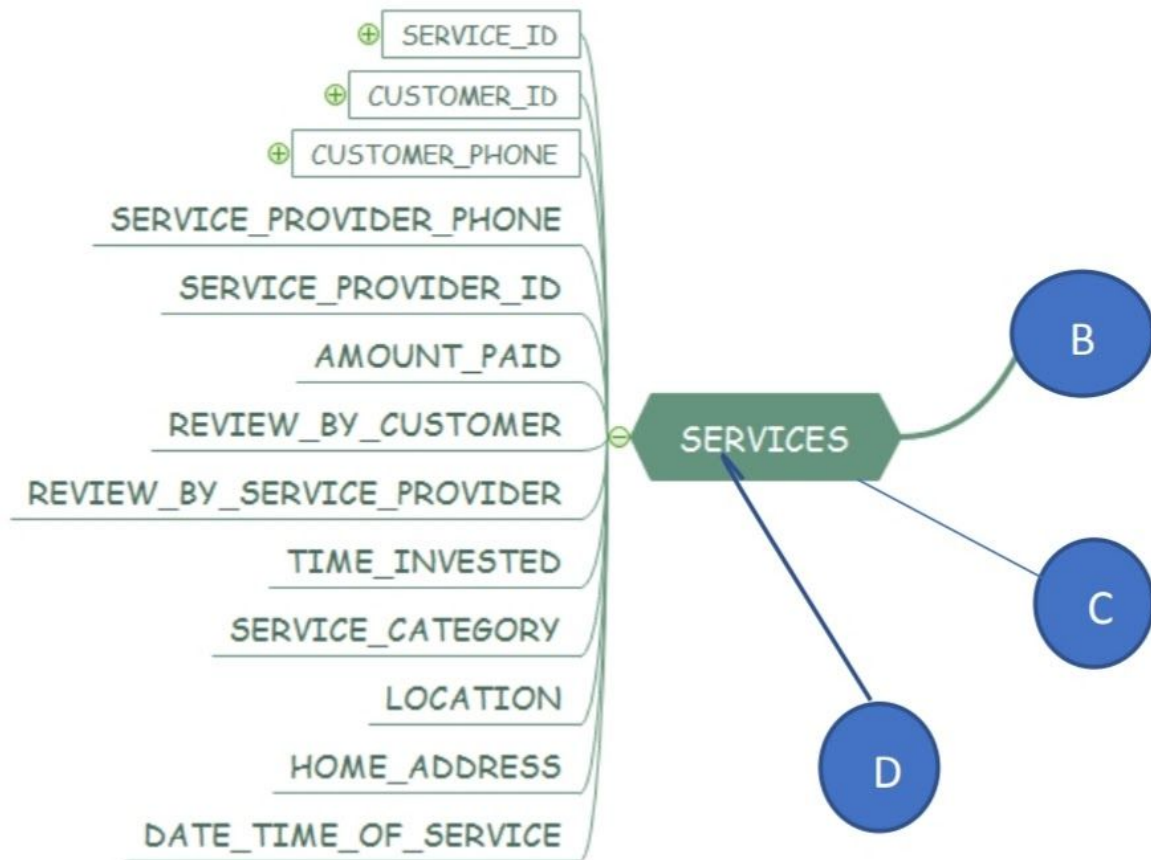 SERVICE_ID
CUSTOMER_ID
CUSTOMER_PHONE
SERVICE_PROVIDER_PHONE
SERVICE_PROVIDER_ID
AMOUNT_PAID
REVIEW_BY_CUSTOMER
REVIEW_BY_SERVICE_PROVIDER
TIME_INVESTED
SERVICE_CATEGORY
LOCATION
HOME_ADDRESS
DATE_TIME_OF_SERVICE
SERVICES
B
C
D